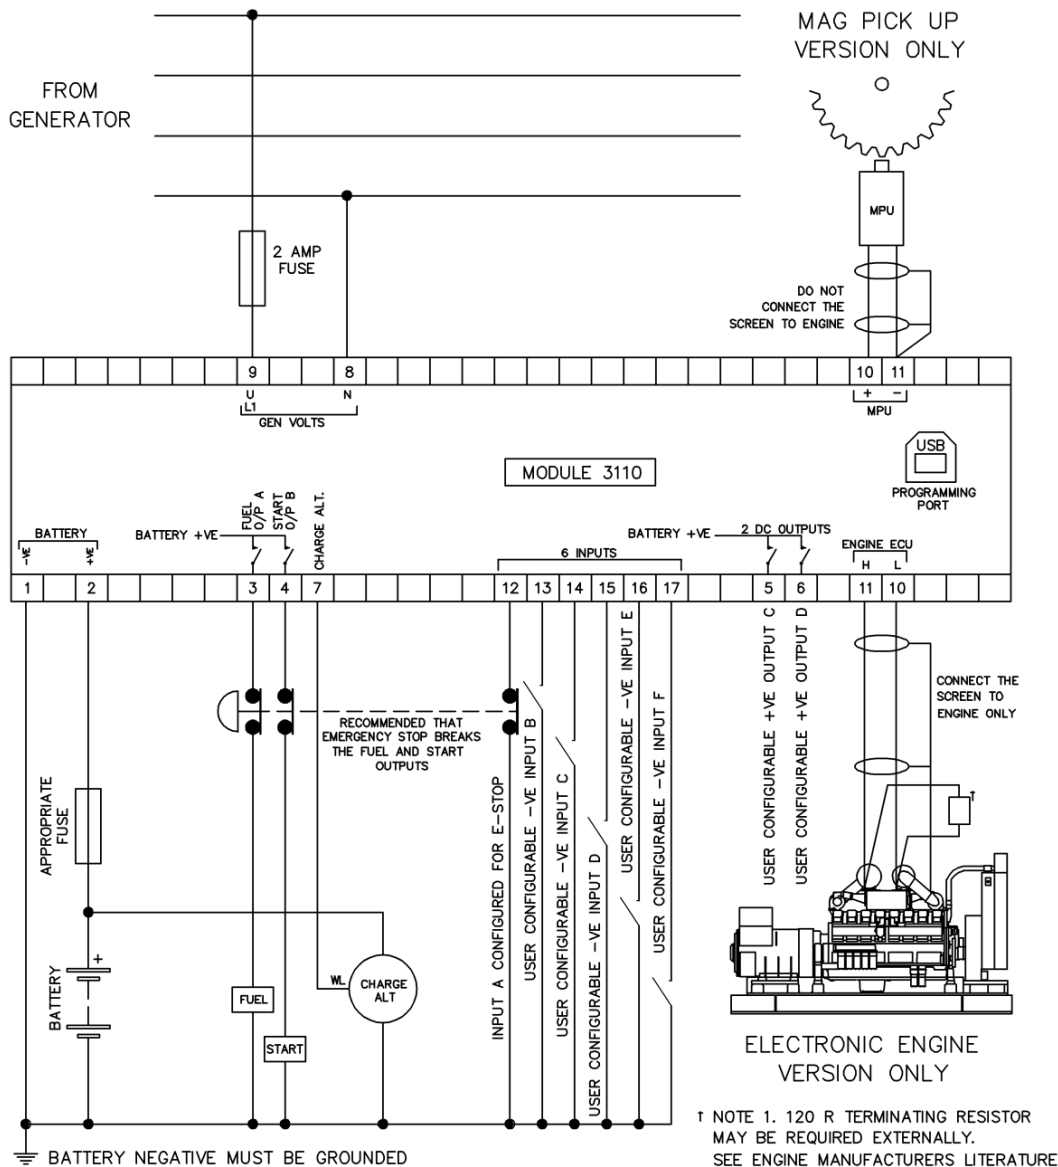 MAG PICK UP
VERSION ONLY
FROM
GENERATOR
MPU
2 AMP
FUSE
DO NOT
CONNECT THE
SCREEN TO ENGINE
9
8
10
11
U
L1
N
GEN VOLTS
+
−
MPU
USB
PROGRAMMING
PORT
MODULE 3110
BATTERY
-VE
+VE
BATTERY +VE
FUEL
O/P A
START
O/P B
CHARGE ALT.
6 INPUTS
BATTERY +VE
2 DC OUTPUTS
ENGINE ECU
H
L
1
2
3
4
7
12
13
14
15
16
17
5
6
11
10
RECOMMENDED THAT
EMERGENCY STOP BREAKS
THE FUEL AND START
OUTPUTS
INPUT A CONFIGURED FOR E-STOP
USER CONFIGURABLE -VE INPUT B
USER CONFIGURABLE -VE INPUT C
USER CONFIGURABLE -VE INPUT D
USER CONFIGURABLE -VE INPUT E
USER CONFIGURABLE -VE INPUT F
USER CONFIGURABLE +VE OUTPUT C
USER CONFIGURABLE +VE OUTPUT D
CONNECT THE
SCREEN TO
ENGINE ONLY
†
APPROPRIATE
FUSE
+
BATTERY
FUEL
START
WL
CHARGE
ALT
ELECTRONIC ENGINE
VERSION ONLY
† NOTE 1. 120 R TERMINATING RESISTOR
MAY BE REQUIRED EXTERNALLY.
SEE ENGINE MANUFACTURERS LITERATURE
BATTERY NEGATIVE MUST BE GROUNDED